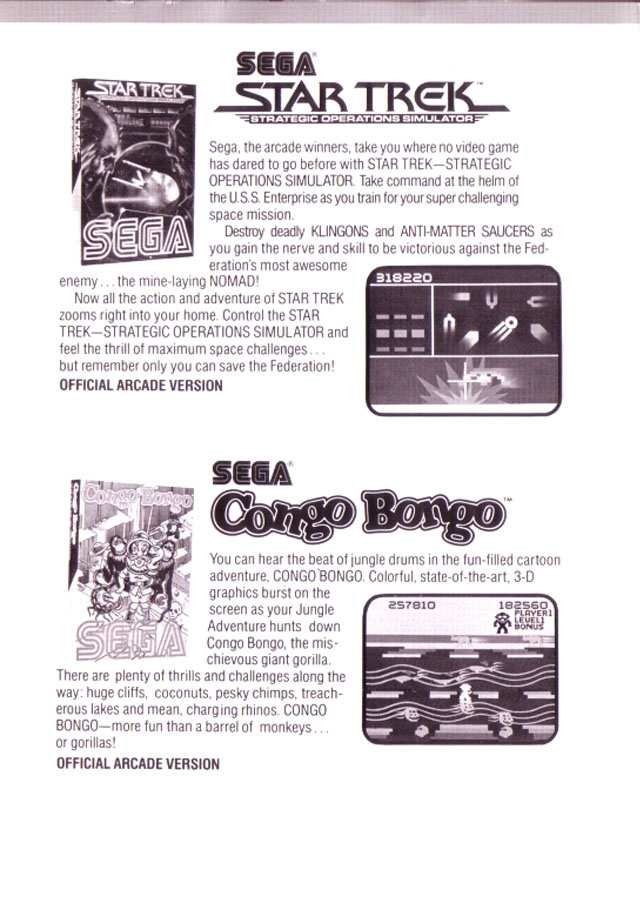 SEGA®
STAR TREK™
STRATEGIC OPERATIONS SIMULATOR
STAR TREK
STAR TREK
SEGA
Sega, the arcade winners, take you where no video game
has dared to go before with STAR TREK—STRATEGIC
OPERATIONS SIMULATOR. Take command at the helm of
the U.S.S. Enterprise as you train for your super challenging
space mission.
Destroy deadly KLINGONS and ANTI-MATTER SAUCERS as
you gain the nerve and skill to be victorious against the Fed-
eration's most awesome
enemy... the mine-laying NOMAD!
Now all the action and adventure of STAR TREK
zooms right into your home. Control the STAR
TREK—STRATEGIC OPERATIONS SIMULATOR and
feel the thrill of maximum space challenges...
but remember only you can save the Federation!
OFFICIAL ARCADE VERSION
318220
SEGA®
Congo Bongo™
Congo Bongo
SEGA
You can hear the beat of jungle drums in the fun-filled cartoon
adventure, CONGO BONGO. Colorful, state-of-the-art, 3-D
graphics burst on the
screen as your Jungle
Adventure hunts down
Congo Bongo, the mis-
chievous giant gorilla.
There are plenty of thrills and challenges along the
way: huge cliffs, coconuts, pesky chimps, treach-
erous lakes and mean, charging rhinos. CONGO
BONGO—more fun than a barrel of monkeys...
or gorillas!
OFFICIAL ARCADE VERSION
257810
182560
PLAYER1
LEVEL1
BONUS